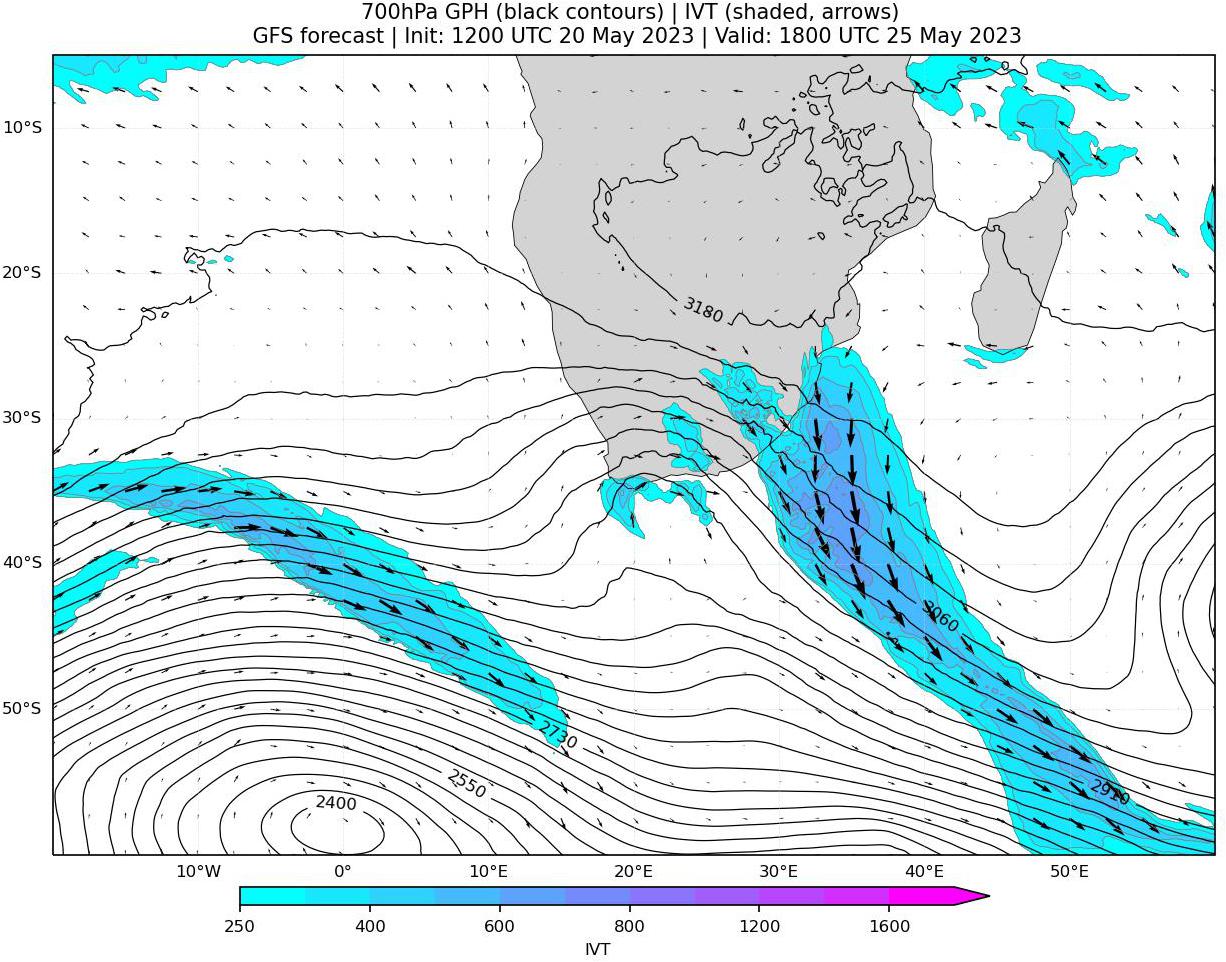 700hPa GPH (black contours) | IVT (shaded, arrows)
GFS forecast | Init: 1200 UTC 20 May 2023 | Valid: 1800 UTC 25 May 2023
10°S
20°S
3180
30°S
40°S
3060
50°S
2730
2550
2910
2400
10°W 0° 10°E 20°E 30°E 40°E 50°E
250 400 600 800 1200 1600
IVT